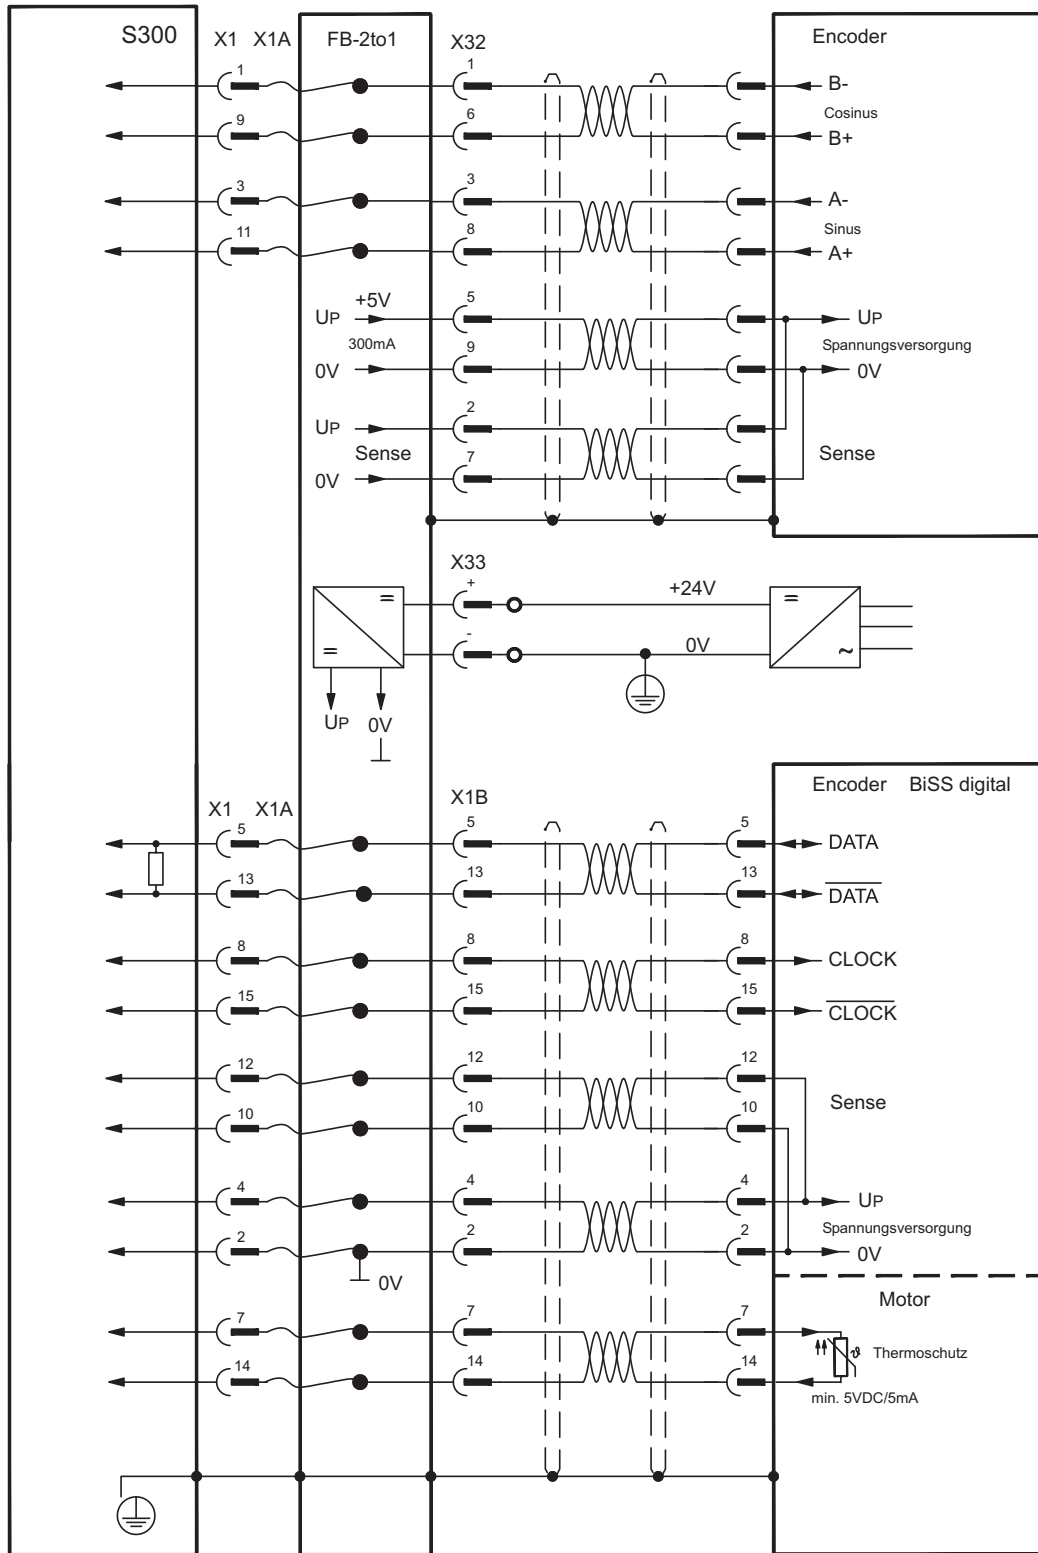 S300 X1 X1A FB-2to1 X32 Encoder
1 1 B-
Cosinus
9 6 B+
3 3 A-
Sinus
11 8 A+
+5V
UP 5 UP
300mA Spannungsversorgung
0V 9 0V
UP 2
Sense Sense
0V 7
X33
+ +24V
=
=
=
~
- 0V
UP 0V
Encoder BiSS digital
X1 X1A X1B
5 5 5 DATA
13 13 13 DATA
8 8 8 CLOCK
15 15 15 CLOCK
12 12 12
Sense
10 10 10
4 4 4 UP
Spannungsversorgung
2 2 2 0V
0V
Motor
7 7 7
ϑ Thermoschutz
14 14 14
min. 5VDC/5mA